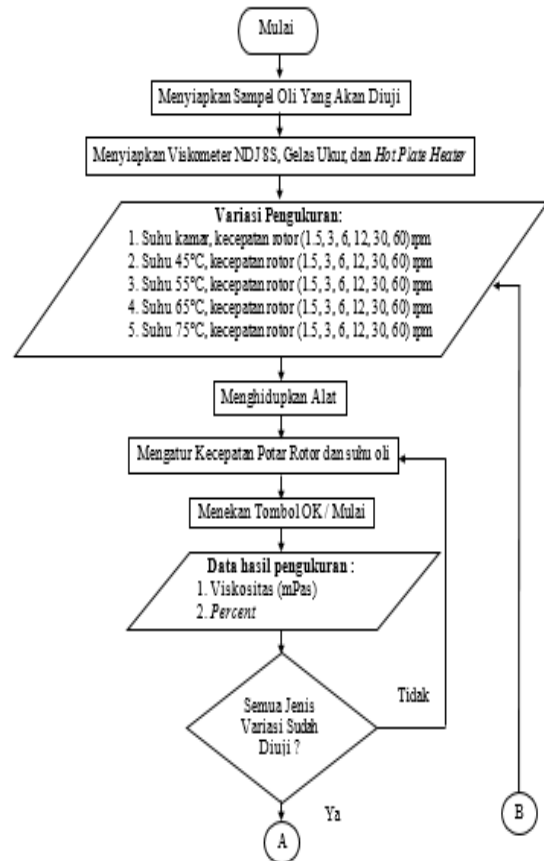 Mulai
Menyiapkan Sampel Oli Yang Akan Diuji
Menyiapkan Viskometer NDJ 8S, Gelas Ukur, dan Hot Plate Heater
Variasi Pengukuran:
1. Suhu kamar, kecepatan rotor (1.5, 3, 6, 12, 30, 60) rpm
2. Suhu 45°C, kecepatan rotor (1.5, 3, 6, 12, 30, 60) rpm
3. Suhu 55°C, kecepatan rotor (1.5, 3, 6, 12, 30, 60) rpm
4. Suhu 65°C, kecepatan rotor (1.5, 3, 6, 12, 30, 60) rpm
5. Suhu 75°C, kecepatan rotor (1.5, 3, 6, 12, 30, 60) rpm
Menghidupkan Alat
Mengatur Kecepatan Potar Rotor dan suhu oli
Menekan Tombol OK / Mulai
Data hasil pengukuran :
1. Viskositas (mPas)
2. Percent
Semua Jenis
Variasi Sudah
Diuji ?
Tidak
Ya
A
B